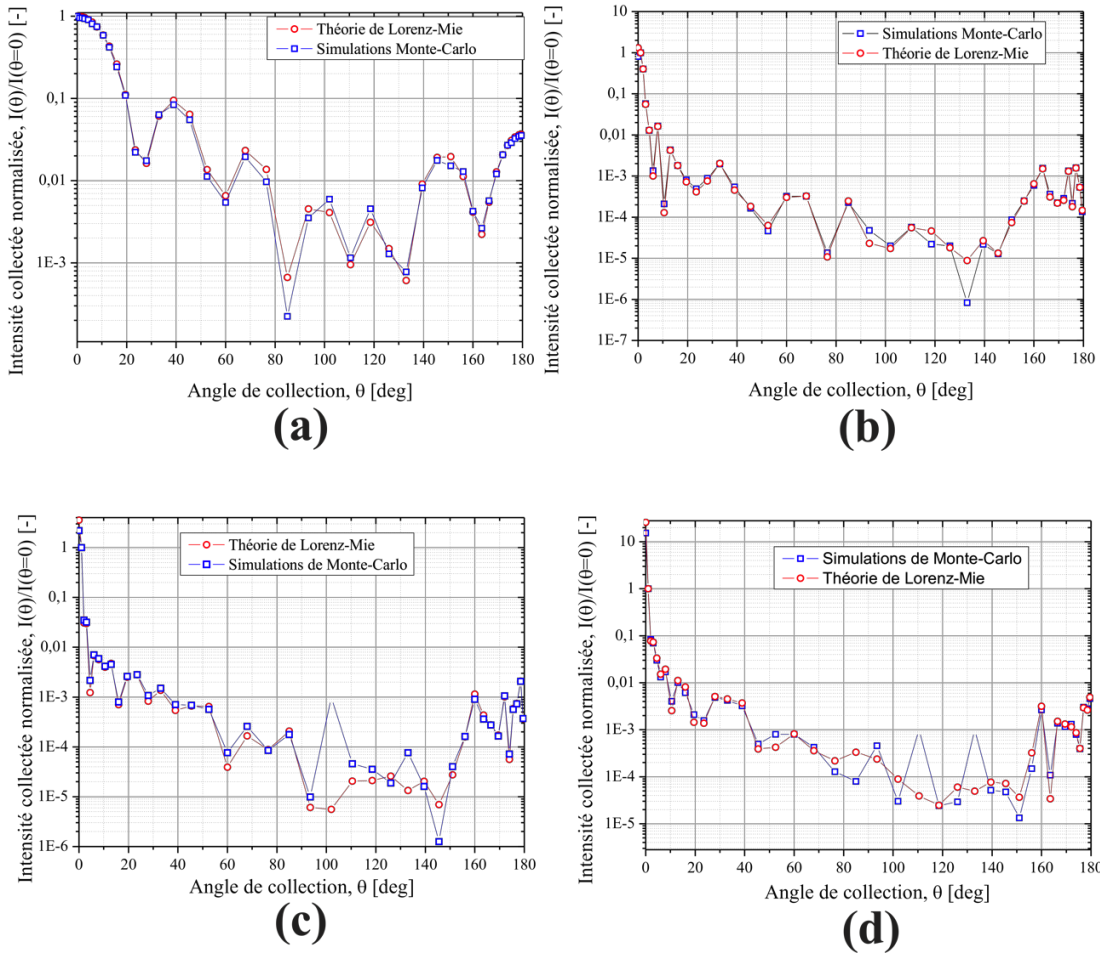 Intensité collectée normalisée, I(θ)/I(θ=0) [-]
1
0,1
0,01
1E-3
Théorie de Lorenz-Mie
Simulations Monte-Carlo
0 20 40 60 80 100 120 140 160 180
Angle de collection, θ [deg]
(a)
Intensité collectée normalisée, I(θ)/I(θ=0) [-]
10
1
0,1
0,01
1E-3
1E-4
1E-5
1E-6
1E-7
Simulations Monte-Carlo
Théorie de Lorenz-Mie
0 20 40 60 80 100 120 140 160 180
Angle de collection, θ [deg]
(b)
Intensité collectée normalisée, I(θ)/I(θ=0) [-]
1
0,1
0,01
1E-3
1E-4
1E-5
1E-6
Théorie de Lorenz-Mie
Simulations de Monte-Carlo
0 20 40 60 80 100 120 140 160 180
Angle de collection, θ [deg]
(c)
Intensité collectée normalisée, I(θ)/I(θ=0) [-]
10
1
0,1
0,01
1E-3
1E-4
1E-5
Simulations de Monte-Carlo
Théorie de Lorenz-Mie
0 20 40 60 80 100 120 140 160 180
Angle de collection, θ [deg]
(d)